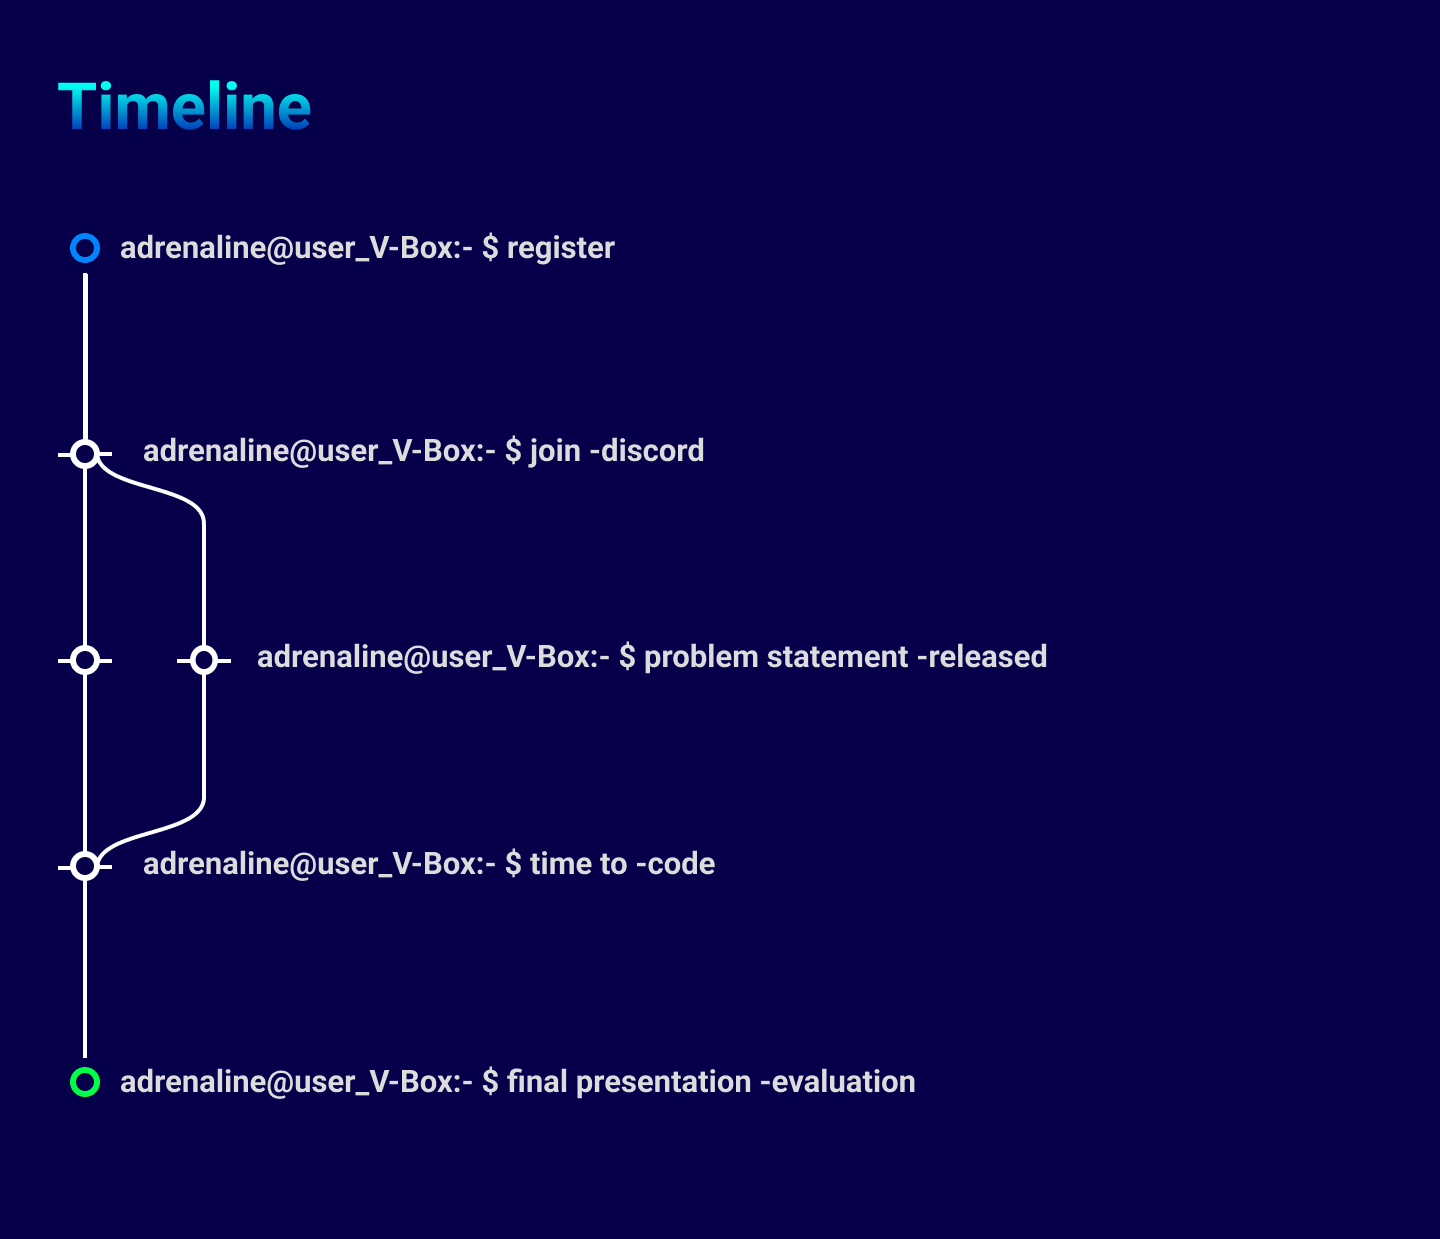 Timeline
adrenaline@user_V-Box:- $ register
adrenaline@user_V-Box:- $ join -discord
adrenaline@user_V-Box:- $ problem statement -released
adrenaline@user_V-Box:- $ time to -code
adrenaline@user_V-Box:- $ final presentation -evaluation